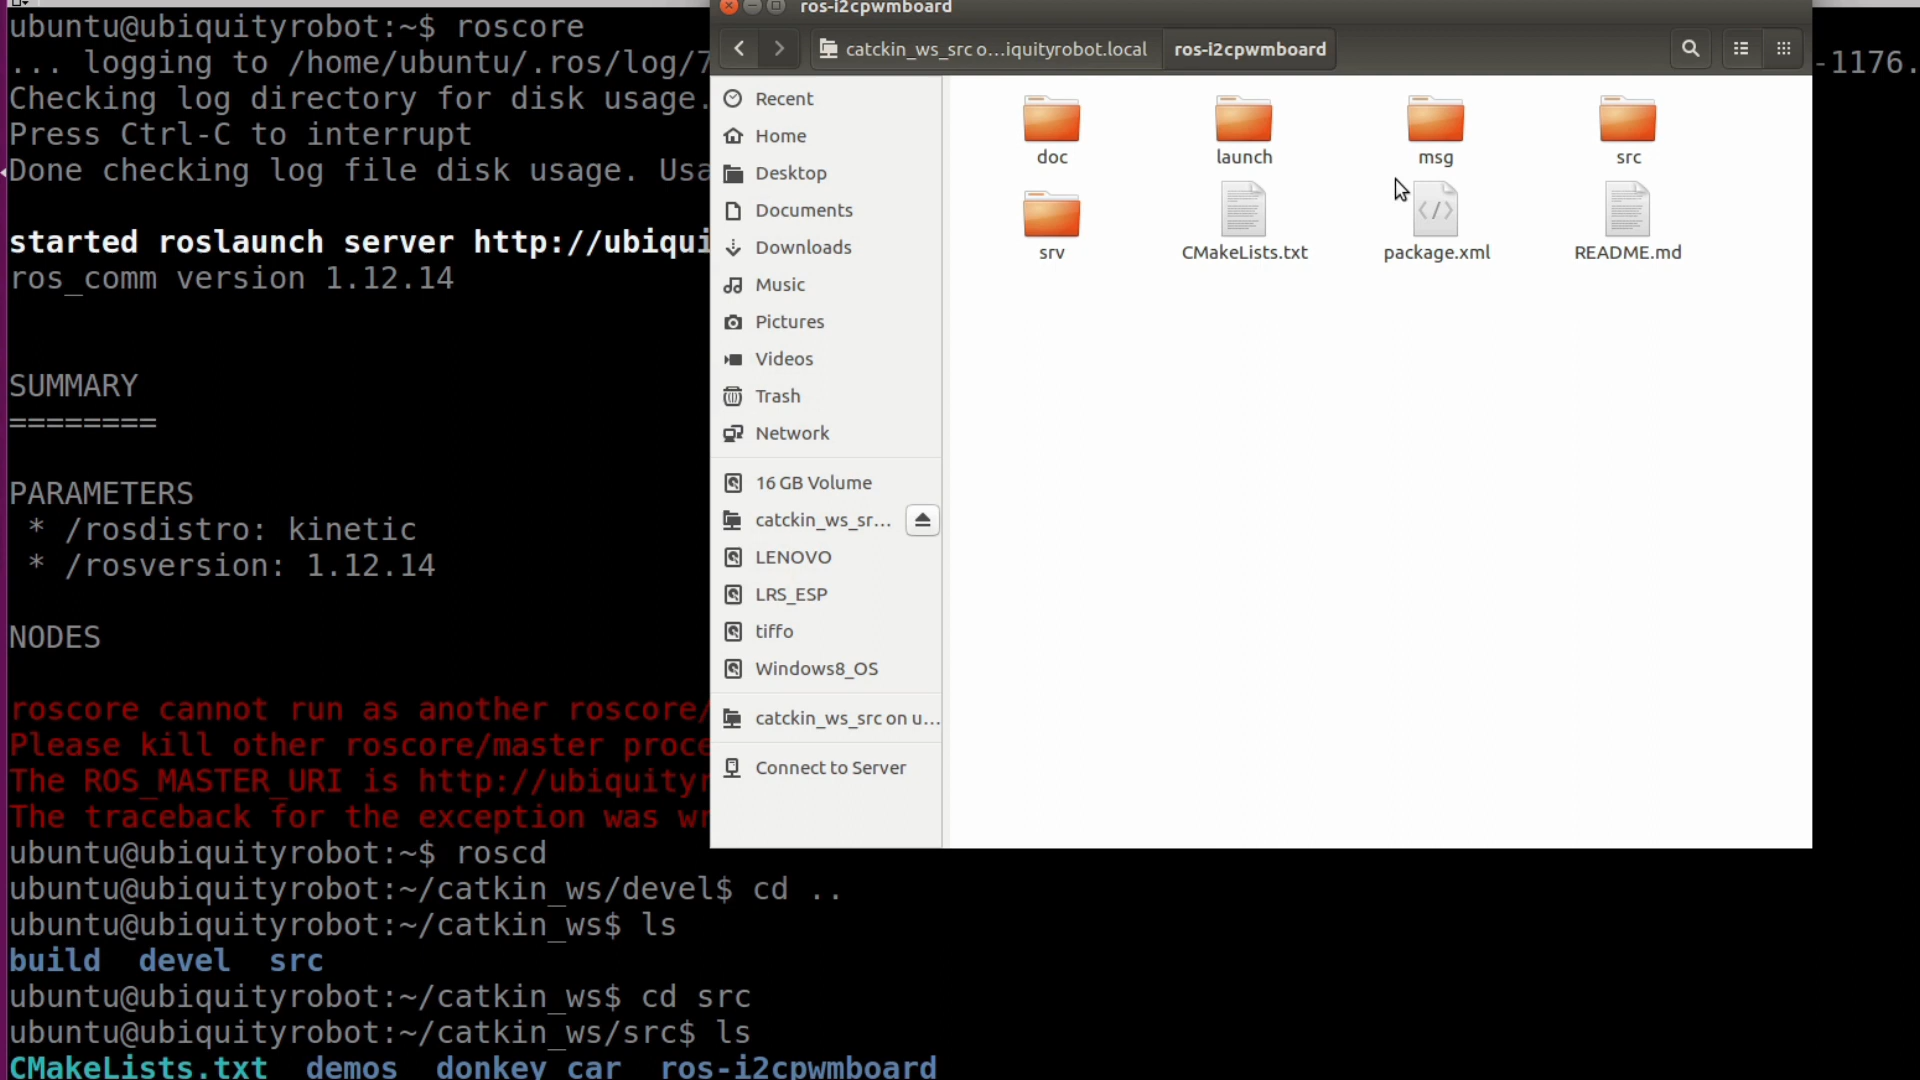 ubuntu@ubiquityrobot:~$ roscore
... logging to /home/ubuntu/.ros/log/7
-1176.
Checking log directory for disk usage.
Press Ctrl-C to interrupt
Done checking log file disk usage. Usa
started roslaunch server http://ubiqui
ros_comm version 1.12.14
SUMMARY
========
PARAMETERS
* /rosdistro: kinetic
* /rosversion: 1.12.14
NODES
roscore cannot run as another roscore/
Please kill other roscore/master proce
The ROS_MASTER_URI is http://ubiquityr
The traceback for the exception was wr
ubuntu@ubiquityrobot:~$ roscd
ubuntu@ubiquityrobot:~/catkin_ws/devel$ cd ..
ubuntu@ubiquityrobot:~/catkin_ws$ ls
build devel src
ubuntu@ubiquityrobot:~/catkin_ws$ cd src
ubuntu@ubiquityrobot:~/catkin_ws/src$ ls
CMakeLists.txt demos donkey_car ros-i2cpwmboard
ros-i2cpwmboard
catckin_ws_src o...iquityrobot.local ros-i2cpwmboard
Recent
Home
Desktop
Documents
Downloads
Music
Pictures
Videos
Trash
Network
16 GB Volume
catckin_ws_sr...
LENOVO
LRS_ESP
tiffo
Windows8_OS
catckin_ws_src on u...
Connect to Server
doc launch msg src
srv CMakeLists.txt package.xml README.md